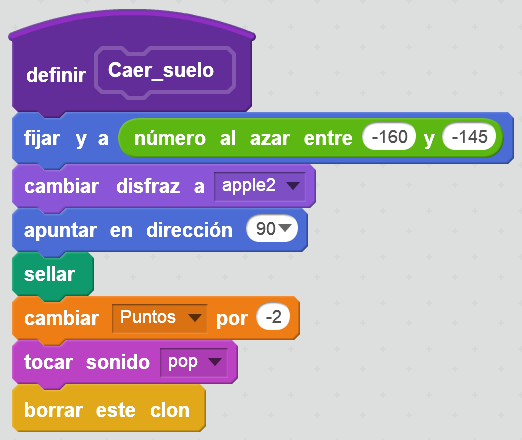 definir Caer_suelo
fijar y a número al azar entre -160 y -145
cambiar disfraz a apple2
apuntar en dirección 90
sellar
cambiar Puntos por -2
tocar sonido pop
borrar este clon